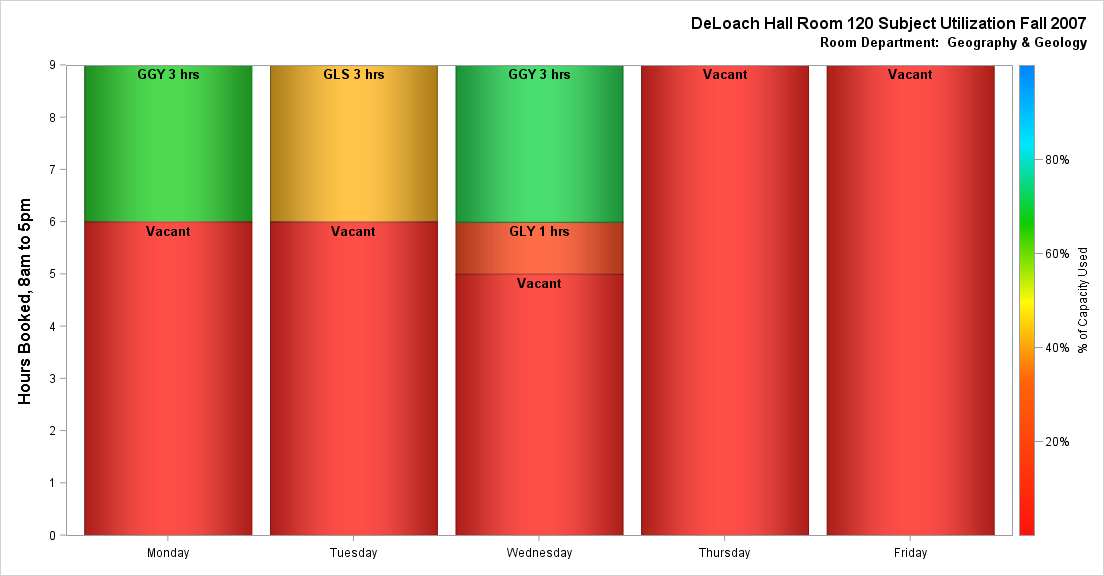 DeLoach Hall Room 120 Subject Utilization Fall 2007
Room Department:  Geography & Geology
Hours Booked, 8am to 5pm
9
8
7
6
5
4
3
2
1
0
GGY 3 hrs
Vacant
GLS 3 hrs
Vacant
GGY 3 hrs
GLY 1 hrs
Vacant
Vacant
Vacant
Monday
Tuesday
Wednesday
Thursday
Friday
80%
60%
40%
20%
% of Capacity Used